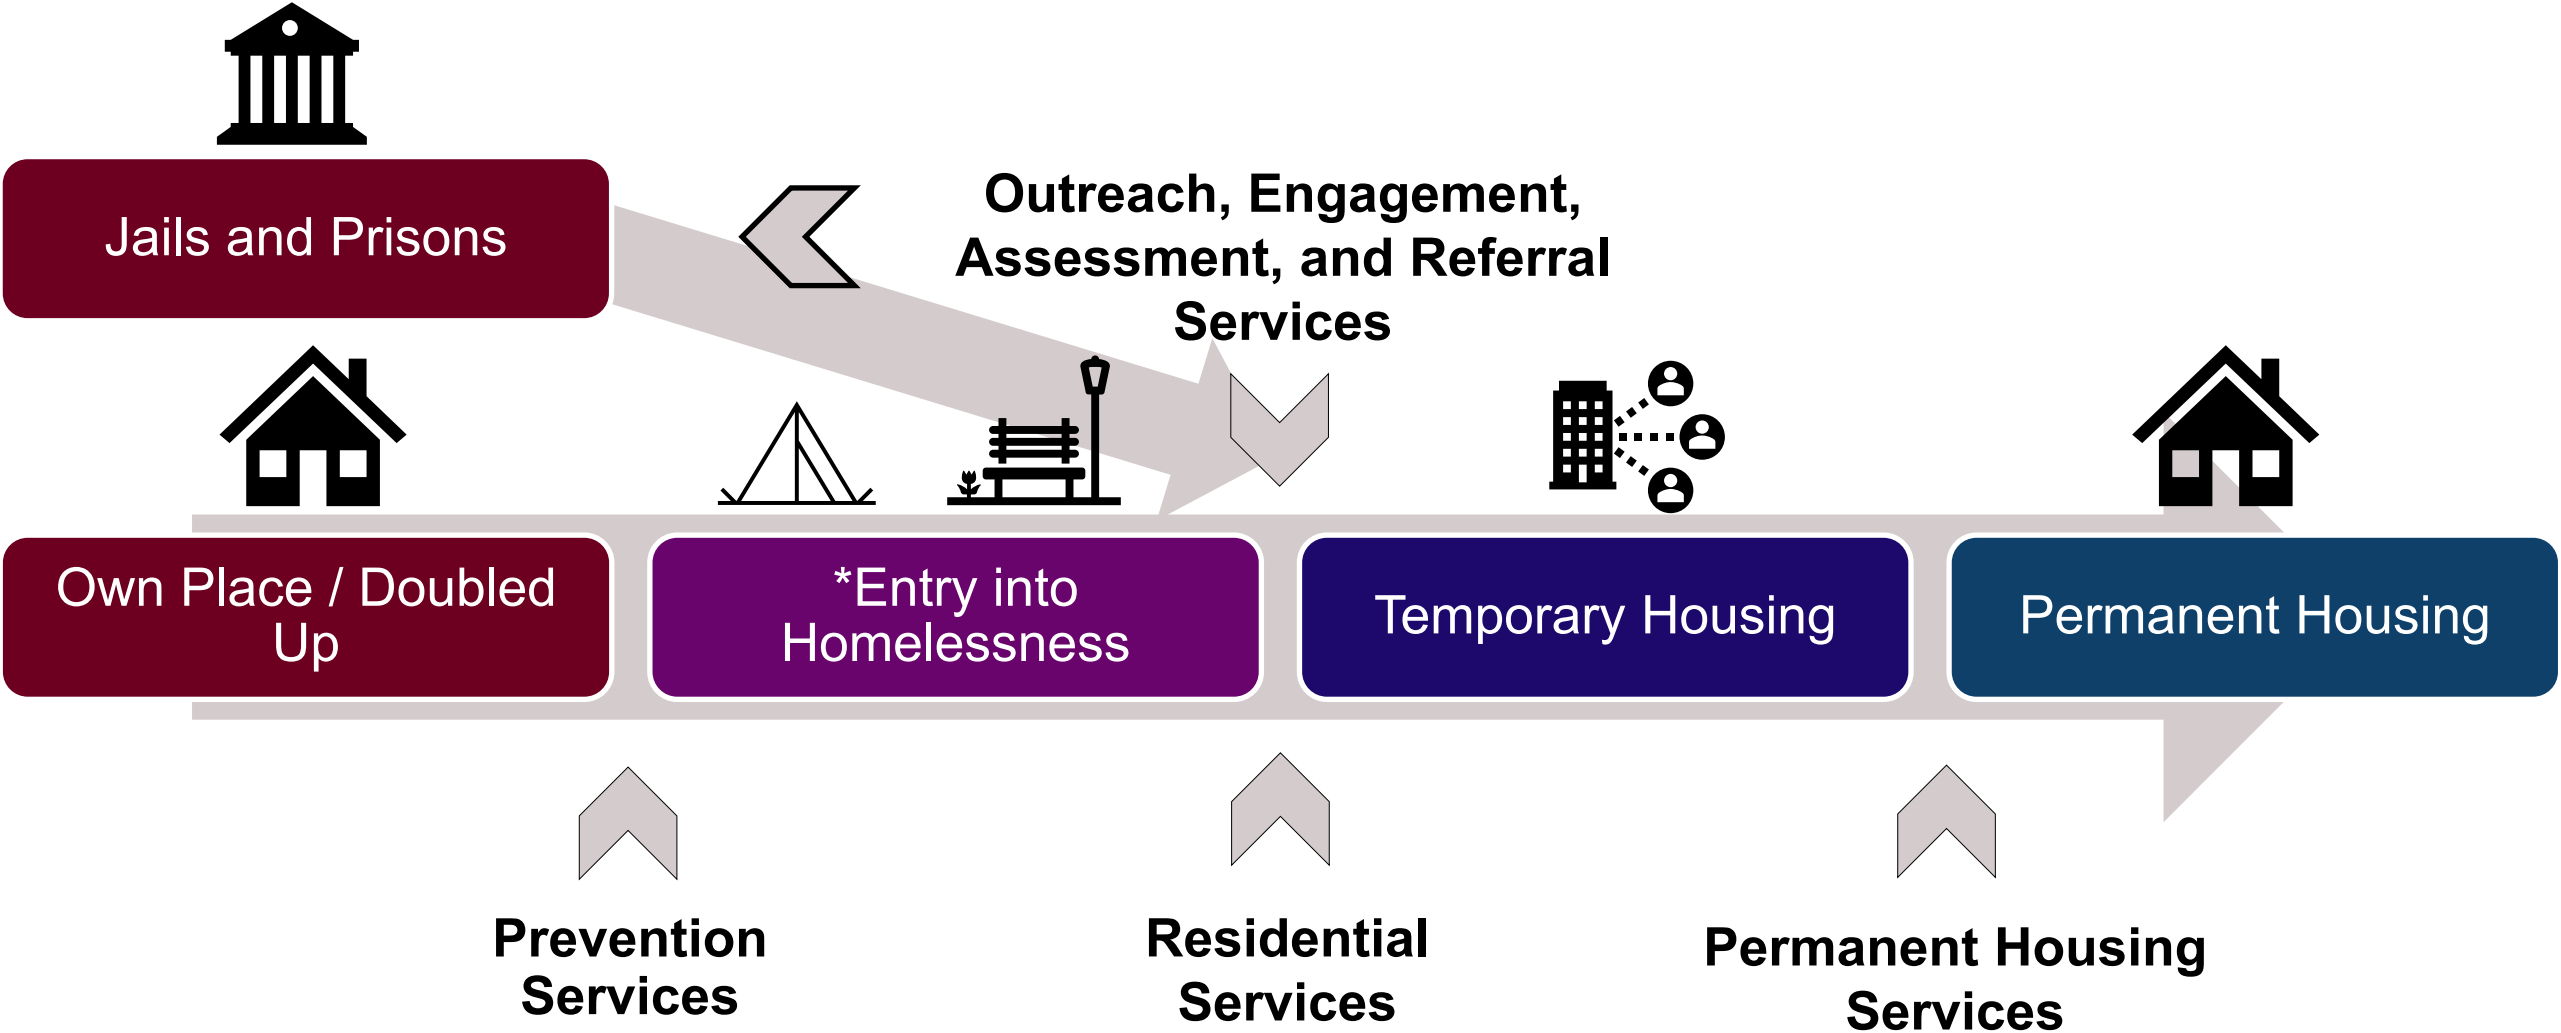 Jails and Prisons
Outreach, Engagement,
Assessment, and Referral
Services
Own Place / Doubled
Up
*Entry into
Homelessness
Temporary Housing
Permanent Housing
Prevention
Services
Residential
Services
Permanent Housing
Services